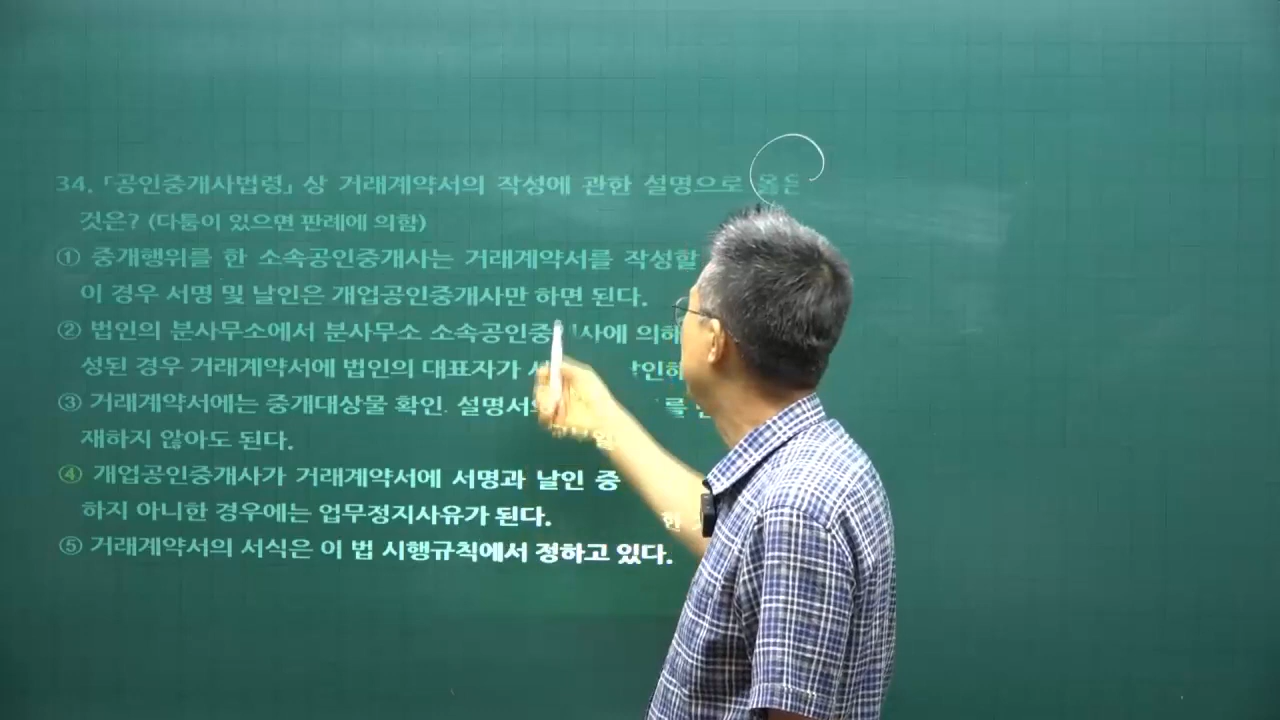 34. 「공인중개사법령」 상 거래계약서의 작성에 관한 설명으로 옳은
것은? (다툼이 있으면 판례에 의함)
① 중개행위를 한 소속공인중개사는 거래계약서를 작성할
이 경우 서명 및 날인은 개업공인중개사만 하면 된다.
② 법인의 분사무소에서 분사무소 의해
성된 경우 거래계약서에 법인의 대표자가
③ 거래계약서에는 중개대상물 확인. 를
재하지 않아도 된다.
④ 개업공인중개사가 거래계약서에 서명과 날인 중
하지 아니한 경우에는 업무정지사유가 된다.
⑤ 거래계약서의 서식은 이 법 시행규칙에서 정하고 있다.